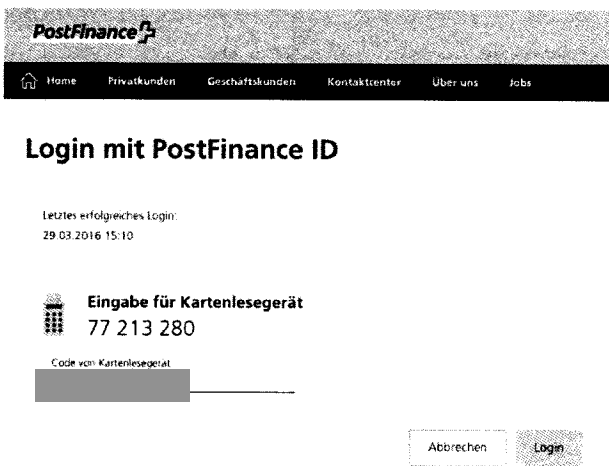 PostFinance
Home Privatkunden Geschäftskunden Kontaktcenter Über uns Jobs
Login mit PostFinance ID
Letztes erfolgreiches Login:
29.03.2016 15:10
Eingabe für Kartenlesegerät
77 213 280
Code von Kartenlesegerät
Abbrechen Login